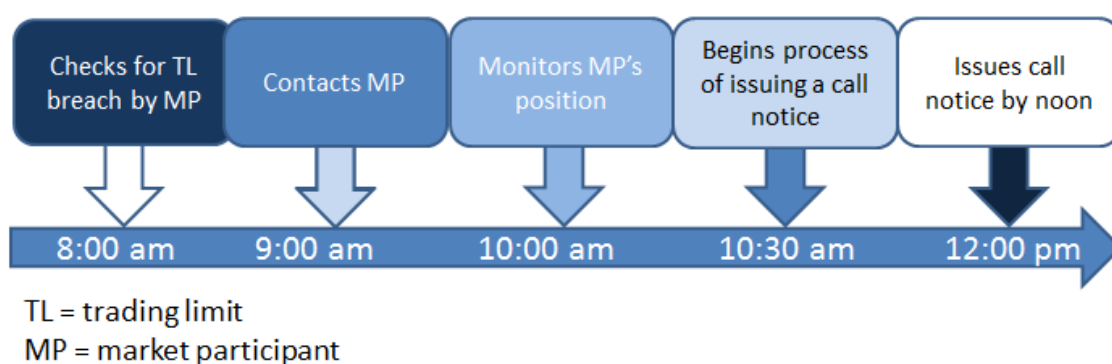 Checks for TL
breach by MP
Contacts MP
Monitors MP's
position
Begins process
of issuing a call
notice
Issues call
notice by noon
8:00 am
9:00 am
10:00 am
10:30 am
12:00 pm
TL = trading limit
MP = market participant